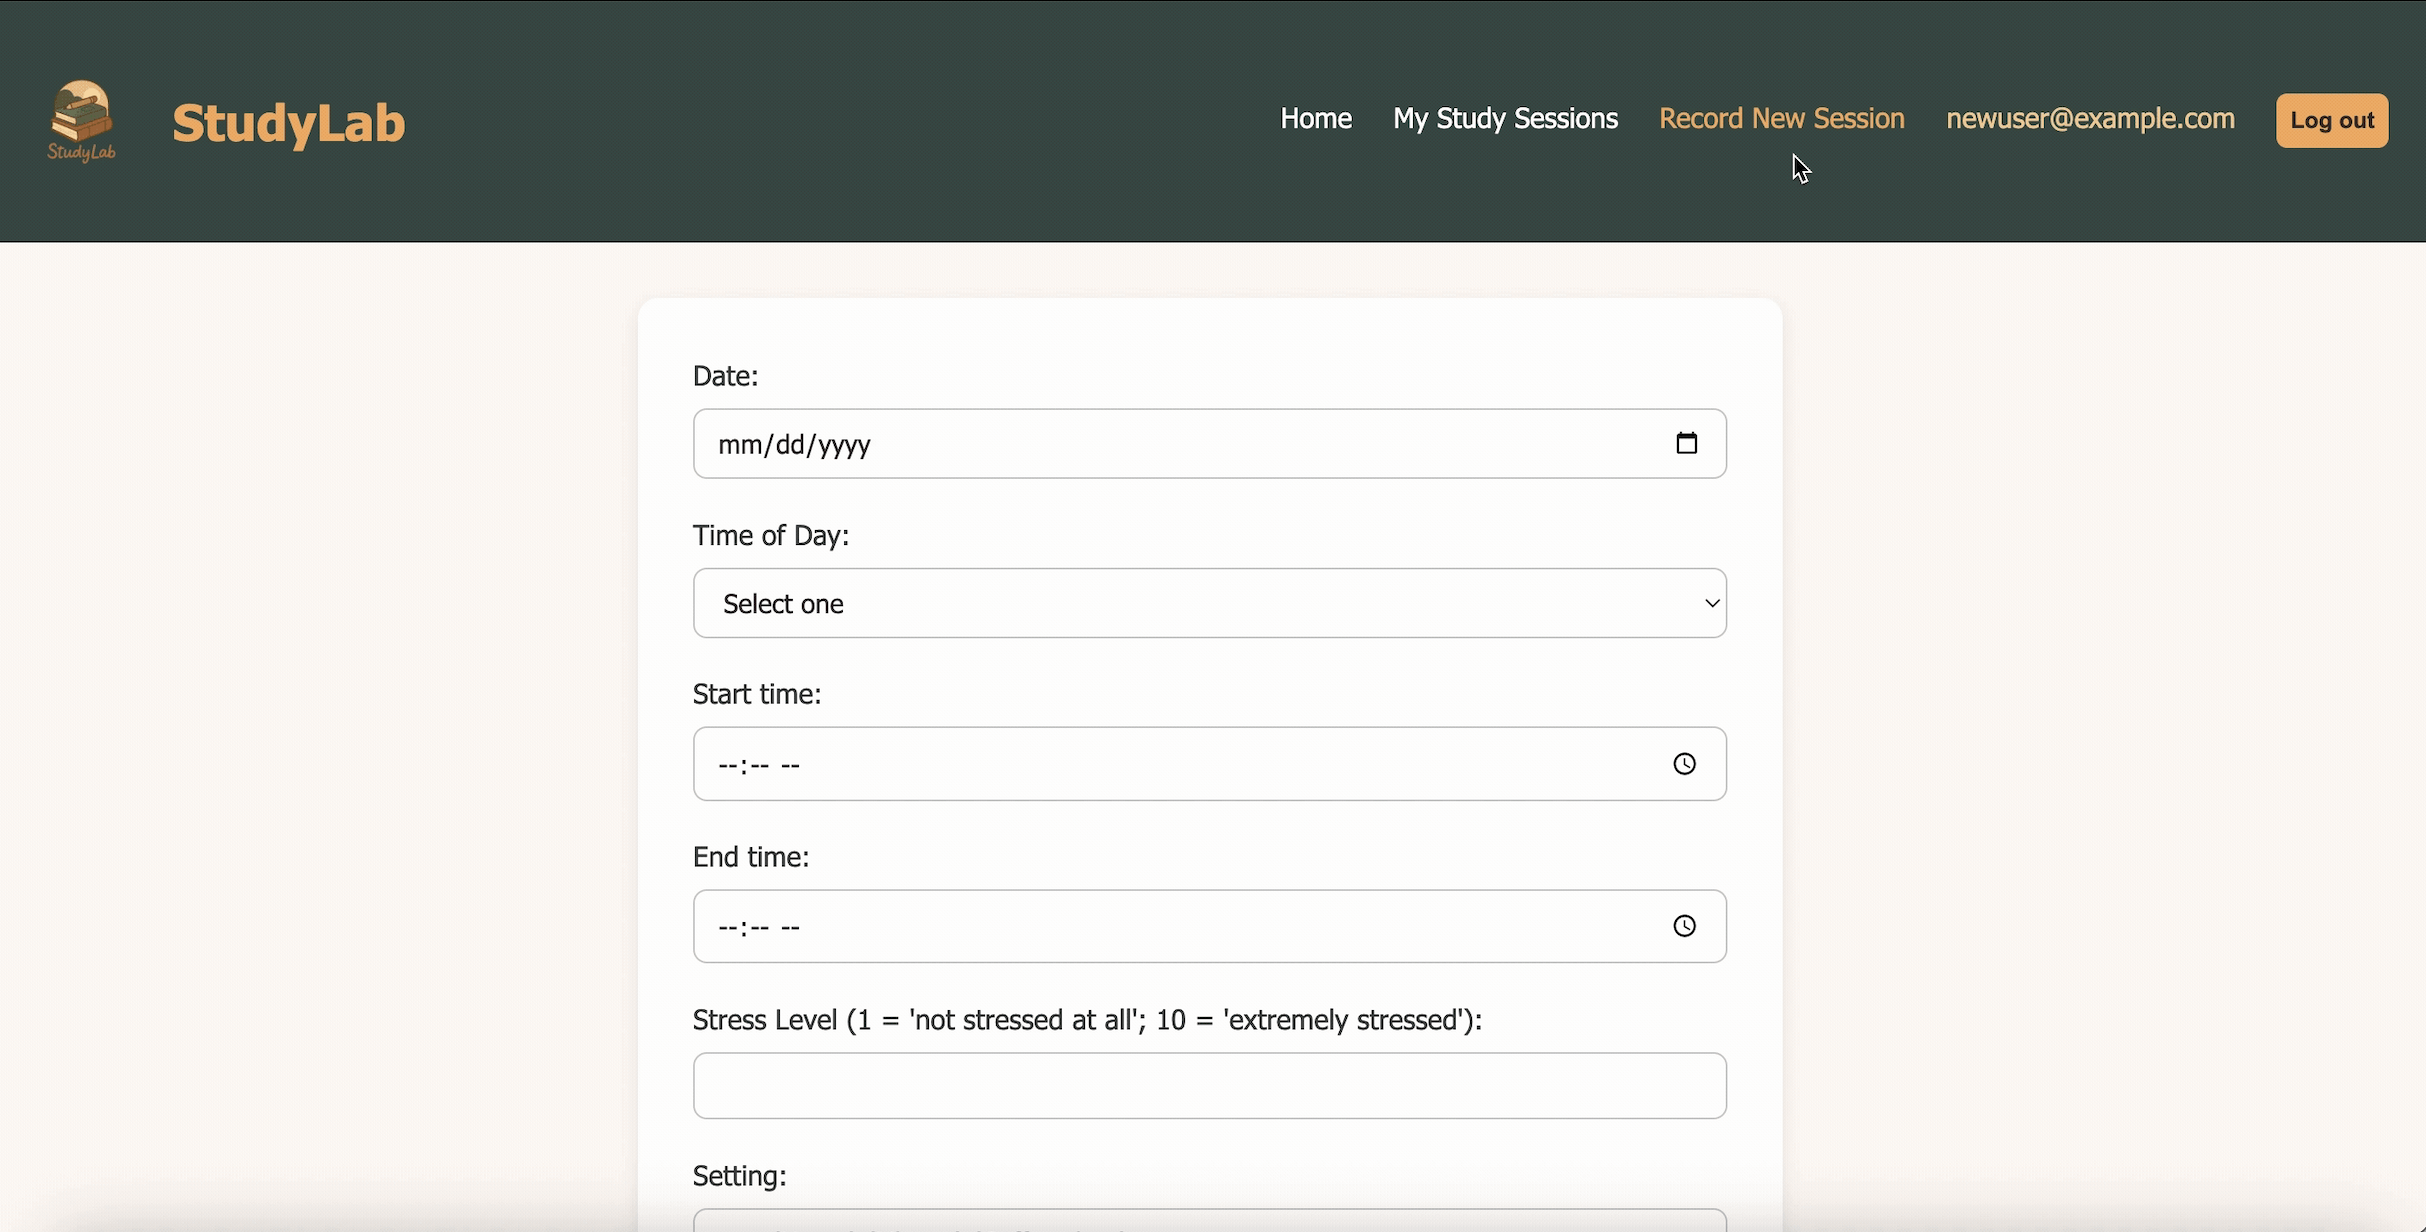 StudyLab
StudyLab
Home My Study Sessions Record New Session newuser@example.com Log out
Date:
mm/dd/yyyy
Time of Day:
Select one
Start time:
--:-- --
End time:
--:-- --
Stress Level (1 = 'not stressed at all'; 10 = 'extremely stressed'):
Setting: